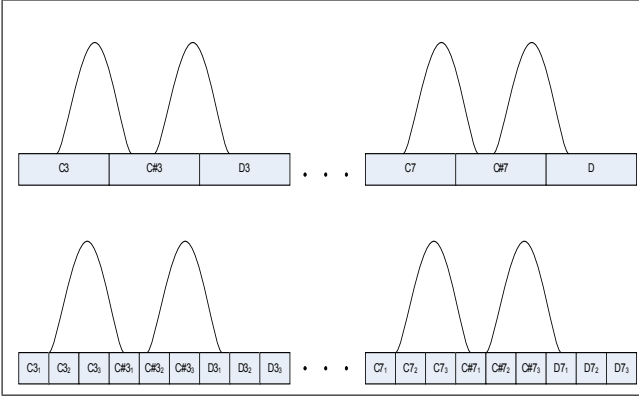 C3 C#3 D3 . . . C7 C#7 D
C3₁ C3₂ C3₃ C#3₁ C#3₂ C#3₃ D3₁ D3₂ D3₃ . . . C7₁ C7₂ C7₃ C#7₁ C#7₂ C#7₃ D7₁ D7₂ D7₃